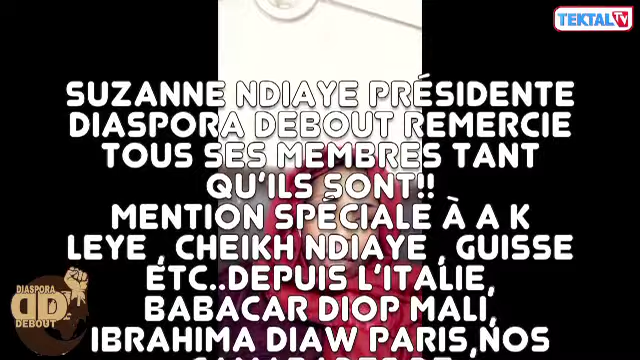 TEKTAL TV
SUZANNE NDIAYE PRÉSIDENTE
DIASPORA DEBOUT REMERCIE
TOUS SES MEMBRES TANT
QU'ILS SONT!!
MENTION SPÉCIALE À A K
LEYE , CHEIKH NDIAYE , GUISSE
ETC..DEPUIS L'ITALIE,
BABACAR DIOP MALI,
IBRAHIMA DIAW PARIS,NOS
DIASPORA
DD
DEBOUT